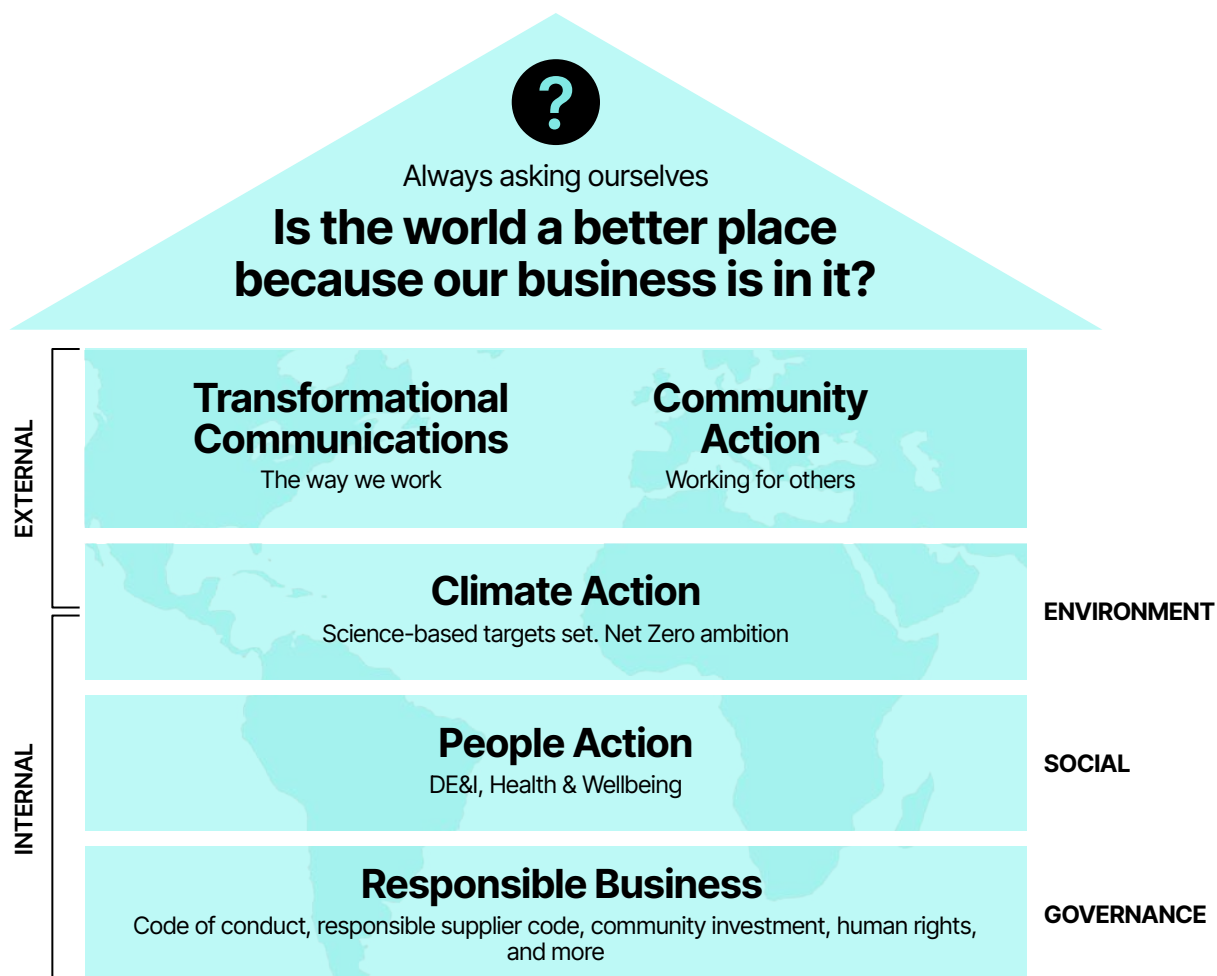 ?
Always asking ourselves
Is the world a better place
because our business is in it?
EXTERNAL
Transformational
Communications
The way we work
Community
Action
Working for others
Climate Action
Science-based targets set. Net Zero ambition
ENVIRONMENT
INTERNAL
People Action
DE&I, Health & Wellbeing
SOCIAL
Responsible Business
Code of conduct, responsible supplier code, community investment, human rights,
and more
GOVERNANCE